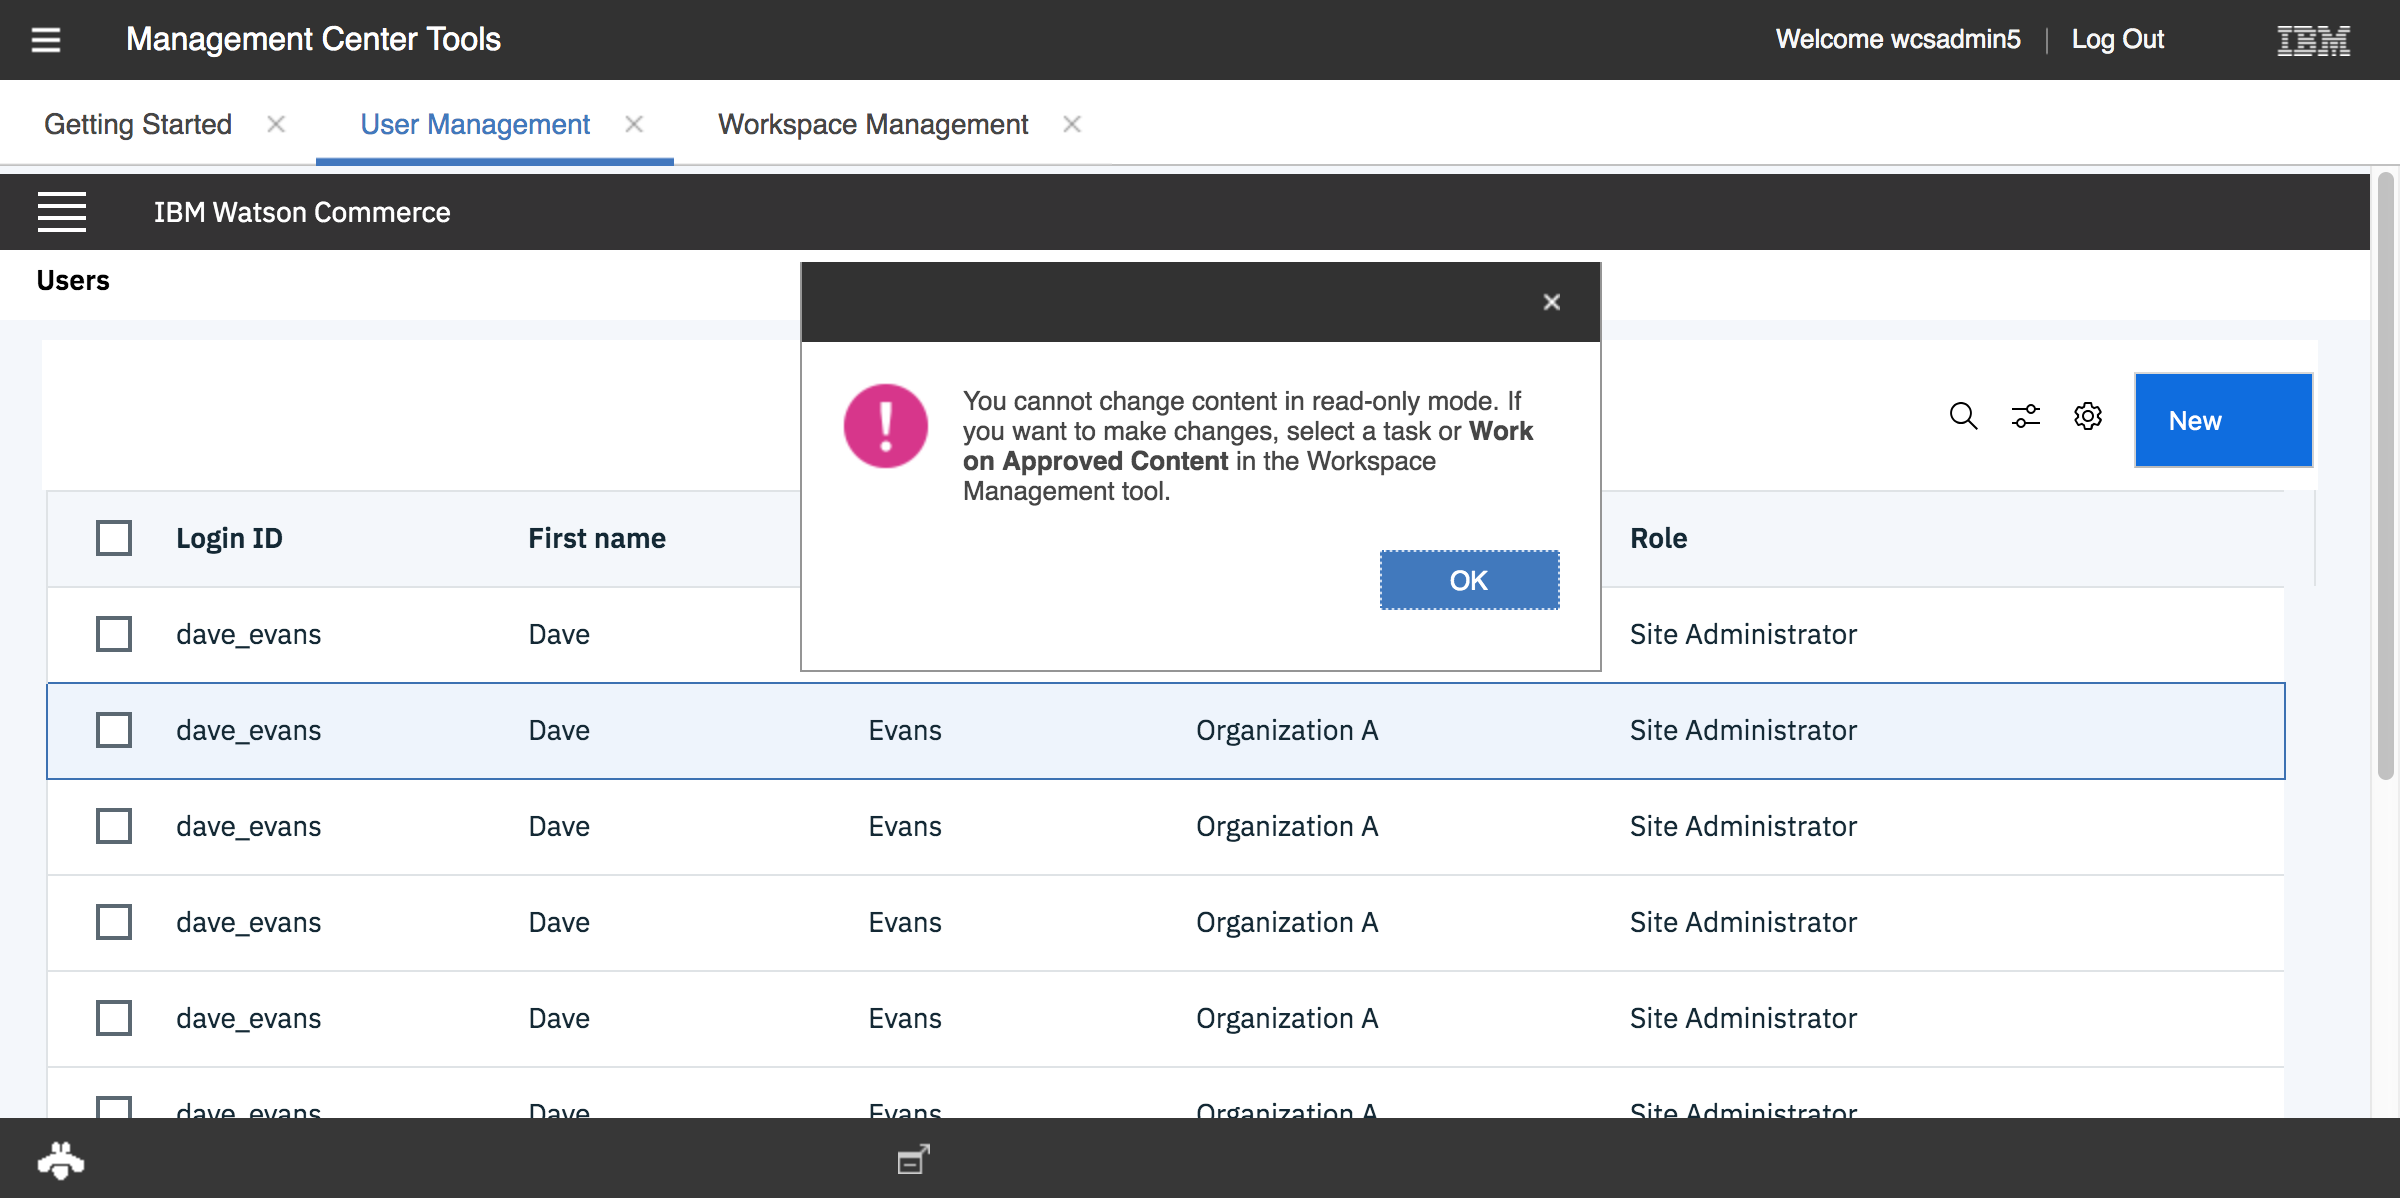 Management Center Tools
Welcome wcsadmin5 | Log Out
IBM
Getting Started
User Management
Workspace Management
IBM Watson Commerce
Users
You cannot change content in read-only mode. If
you want to make changes, select a task or Work
on Approved Content in the Workspace
Management tool.
OK
New
Login ID First name Role
dave_evans Dave Site Administrator
dave_evans Dave Evans Organization A Site Administrator
dave_evans Dave Evans Organization A Site Administrator
dave_evans Dave Evans Organization A Site Administrator
dave_evans Dave Evans Organization A Site Administrator
dave_evans Dave Evans Organization A Site Administrator